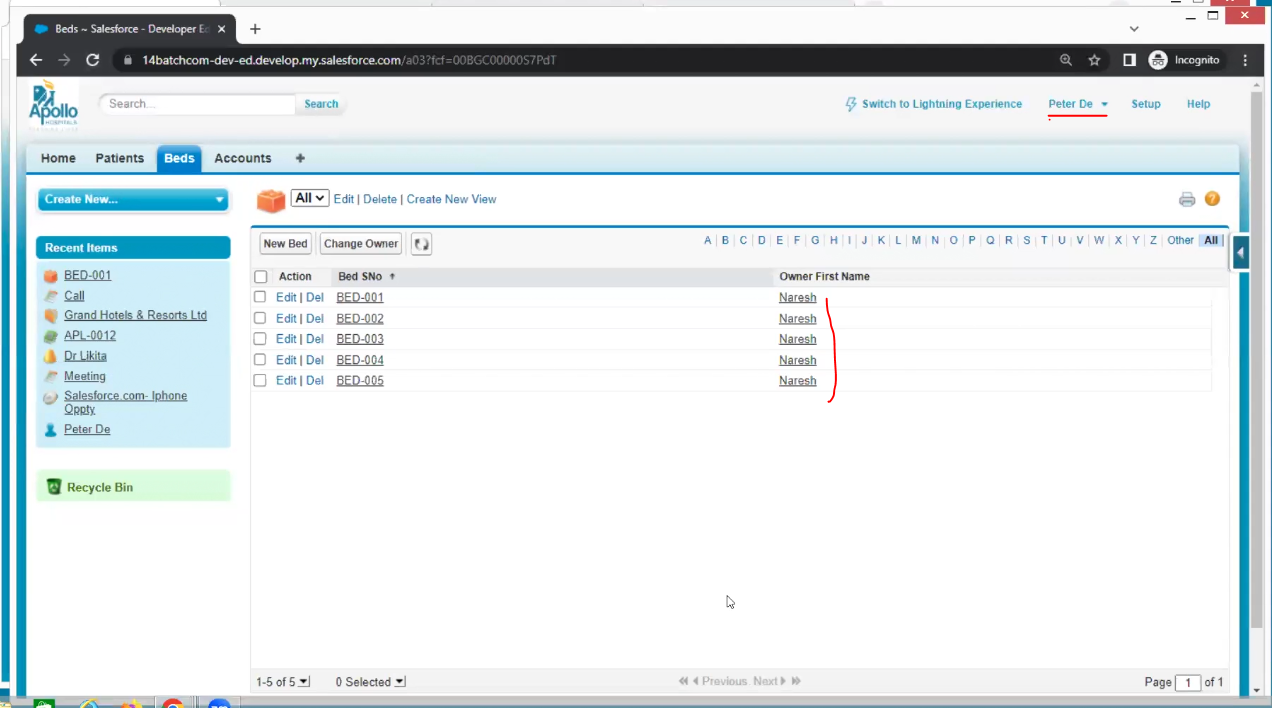 Beds ~ Salesforce - Developer Ed
14batchcom-dev-ed.develop.my.salesforce.com/a03?fcf=00BGC00000S7PdT
Incognito
Apollo
HOSPITALS
Search...
Search
Switch to Lightning Experience
Peter De
Setup
Help
Home Patients Beds Accounts +
Create New...
All Edit | Delete | Create New View
Recent Items
BED-001
Call
Grand Hotels & Resorts Ltd
APL-0012
Dr Likita
Meeting
Salesforce.com- Iphone
Oppty
Peter De
Recycle Bin
New Bed Change Owner
A B C D E F G H I J K L M N O P Q R S T U V W X Y Z Other All
Action Bed SNo Owner First Name
Edit | Del BED-001 Naresh
Edit | Del BED-002 Naresh
Edit | Del BED-003 Naresh
Edit | Del BED-004 Naresh
Edit | Del BED-005 Naresh
1-5 of 5 0 Selected Previous Next Page 1 of 1